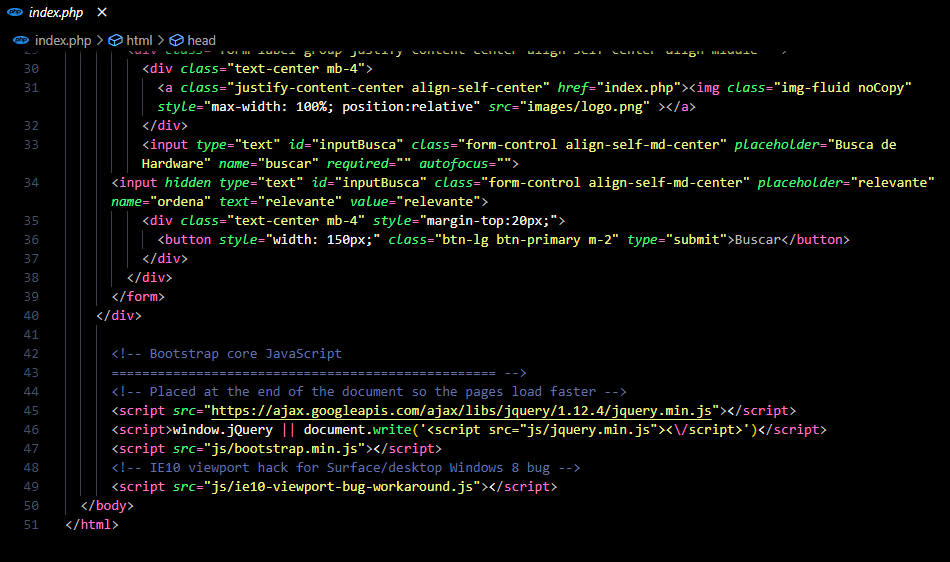 index.php ×
index.php > html > head
<div class="form-label-group justify-content-center align-self-center align-middle" >
30 <div class="text-center mb-4">
31 <a class="justify-content-center align-self-center" href="index.php"><img class="img-fluid noCopy"
style="max-width: 100%; position:relative" src="images/logo.png" ></a>
32 </div>
33 <input type="text" id="inputBusca" class="form-control align-self-md-center" placeholder="Busca de
Hardware" name="buscar" required="" autofocus="">
34 <input hidden type="text" id="inputBusca" class="form-control align-self-md-center" placeholder="relevante"
name="ordena" text="relevante" value="relevante">
35 <div class="text-center mb-4" style="margin-top:20px;">
36 <button style="width: 150px;" class="btn-lg btn-primary m-2" type="submit">Buscar</button>
37 </div>
38 </div>
39 </form>
40 </div>
41
42 <!-- Bootstrap core JavaScript
43 ================================================== -->
44 <!-- Placed at the end of the document so the pages load faster -->
45 <script src="https://ajax.googleapis.com/ajax/libs/jquery/1.12.4/jquery.min.js"></script>
46 <script>window.jQuery || document.write('<script src="js/jquery.min.js"><\/script>')</script>
47 <script src="js/bootstrap.min.js"></script>
48 <!-- IE10 viewport hack for Surface/desktop Windows 8 bug -->
49 <script src="js/ie10-viewport-bug-workaround.js"></script>
50 </body>
51 </html>